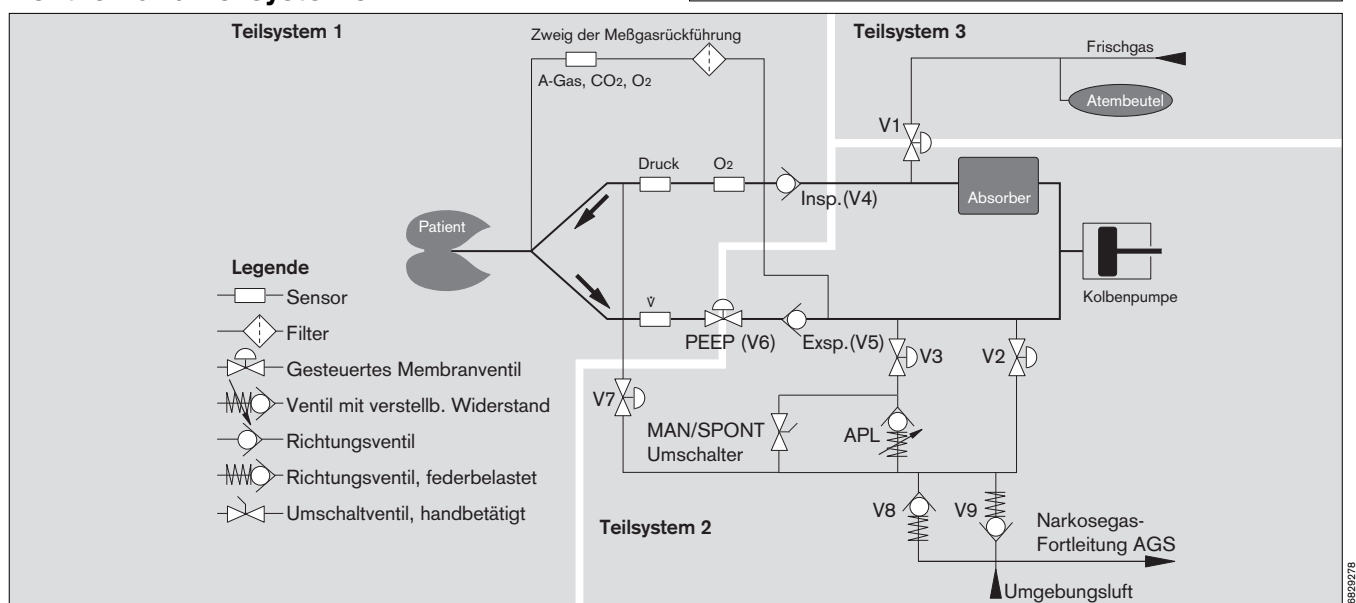 Teilsystem 1
Zweig der Meßgasrückführung
A-Gas, CO2, O2
Teilsystem 3
Frischgas
Atembeutel
V1
Druck
O2
Insp.(V4)
Absorber
Patient
Kolbenpumpe
Legende
Sensor
Filter
Gesteuertes Membranventil
Ventil mit verstellb. Widerstand
Richtungsventil
Richtungsventil, federbelastet
Umschaltventil, handbetätigt
V̇
PEEP (V6)
Exsp.(V5)
V3
V2
V7
MAN/SPONT
Umschalter
APL
Teilsystem 2
V8
V9
Narkosegas-
Fortleitung AGS
Umgebungsluft
6829278